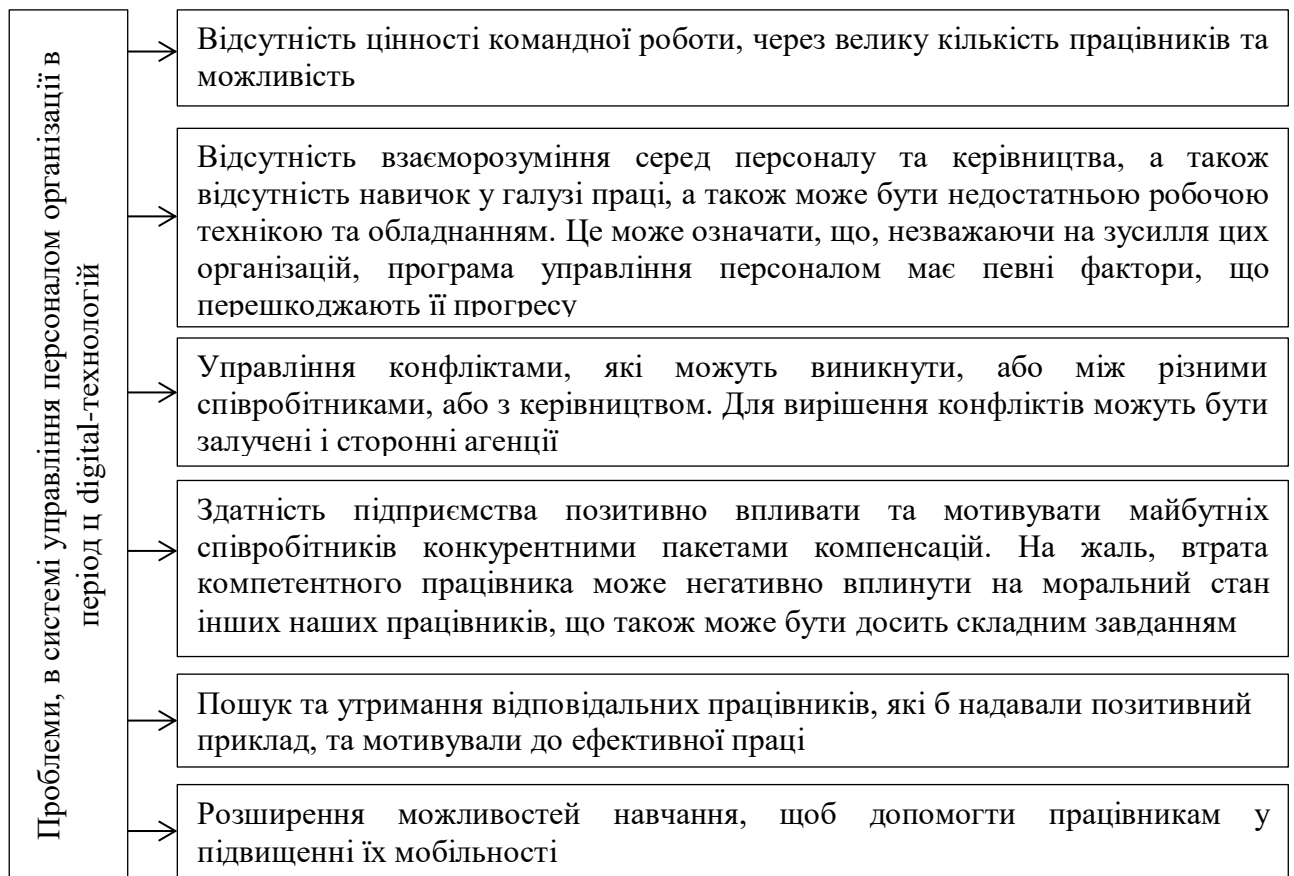 Проблеми, в системі управління персоналом організації в
період ц digital-технологій
Відсутність цінності командної роботи, через велику кількість працівників та
можливість
Відсутність взаєморозуміння серед персоналу та керівництва, а також
відсутність навичок у галузі праці, а також може бути недостатньою робочою
технікою та обладнанням. Це може означати, що, незважаючи на зусилля цих
організацій, програма управління персоналом має певні фактори, що
перешкоджають її прогресу
Управління конфліктами, які можуть виникнути, або між різними
співробітниками, або з керівництвом. Для вирішення конфліктів можуть бути
залучені і сторонні агенції
Здатність підприємства позитивно впливати та мотивувати майбутніх
співробітників конкурентними пакетами компенсацій. На жаль, втрата
компетентного працівника може негативно вплинути на моральний стан
інших наших працівників, що також може бути досить складним завданням
Пошук та утримання відповідальних працівників, які б надавали позитивний
приклад, та мотивували до ефективної праці
Розширення можливостей навчання, щоб допомогти працівникам у
підвищенні їх мобільності